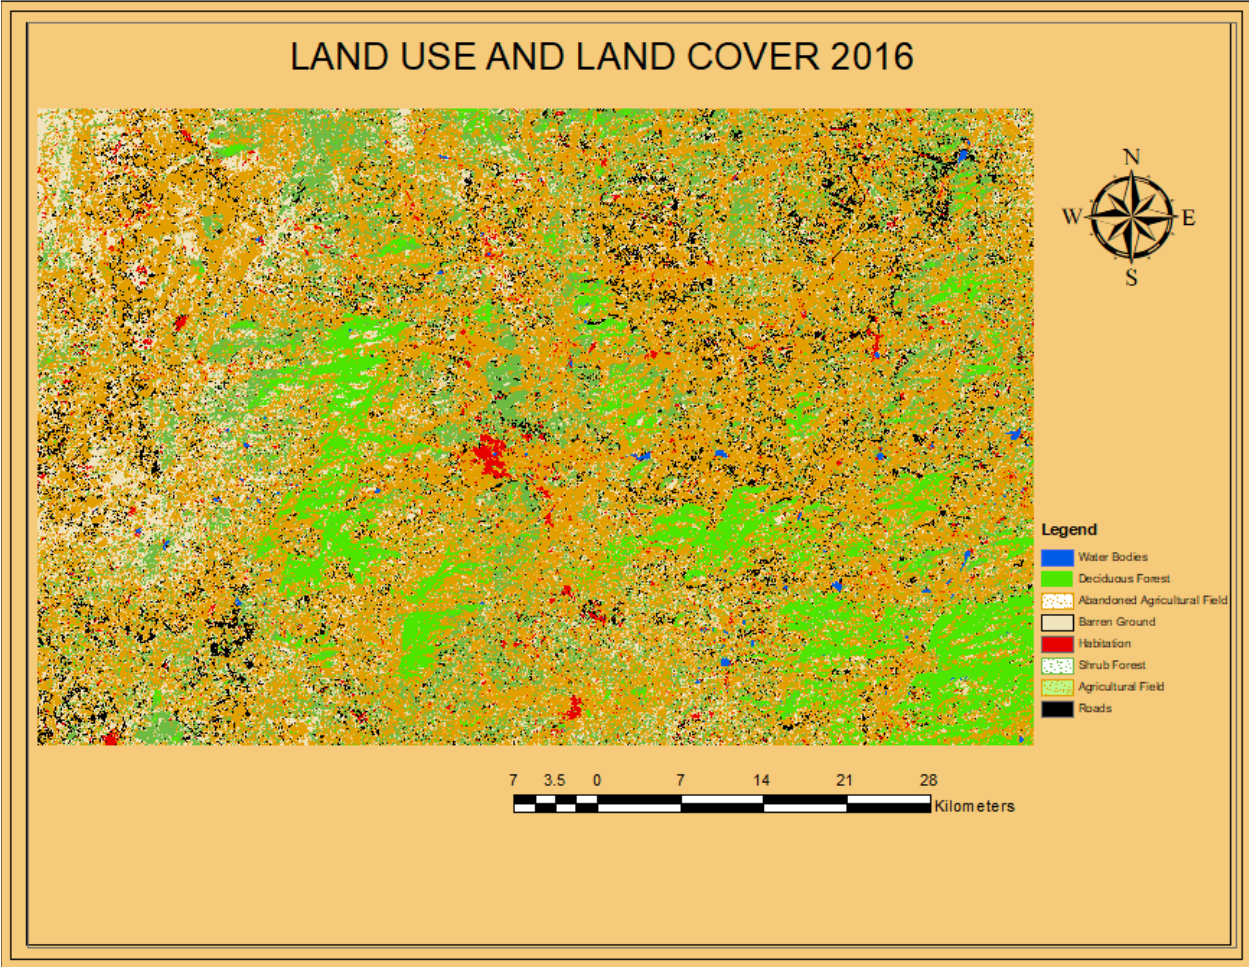 LAND USE AND LAND COVER 2016
N
W E
S
Legend
Water Bodies
Deciduous Forest
Abandoned Agricultural Field
Barren Ground
Habitation
Shrub Forest
Agricultural Field
Roads
7 3.5 0 7 14 21 28
Kilometers